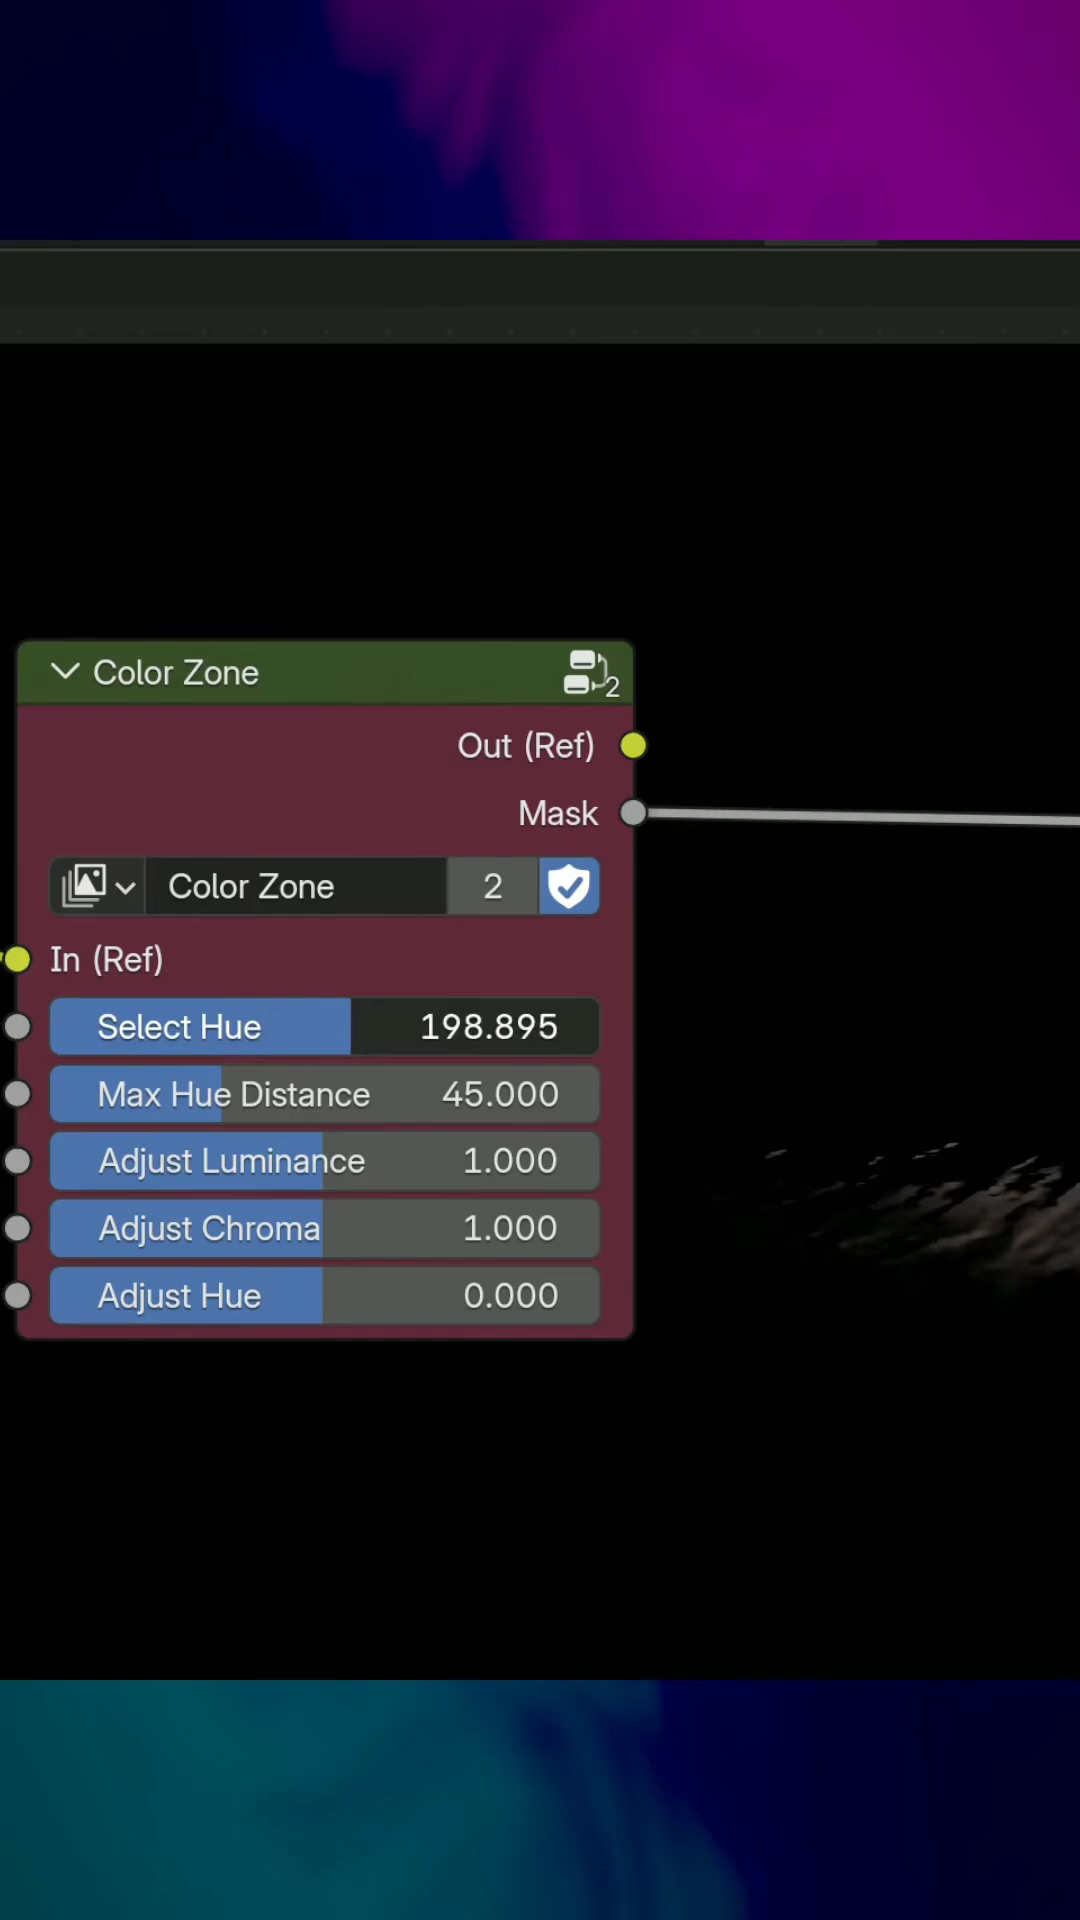 Color Zone
2
Out (Ref)
Mask
Color Zone 2
In (Ref)
Select Hue 198.895
Max Hue Distance 45.000
Adjust Luminance 1.000
Adjust Chroma 1.000
Adjust Hue 0.000